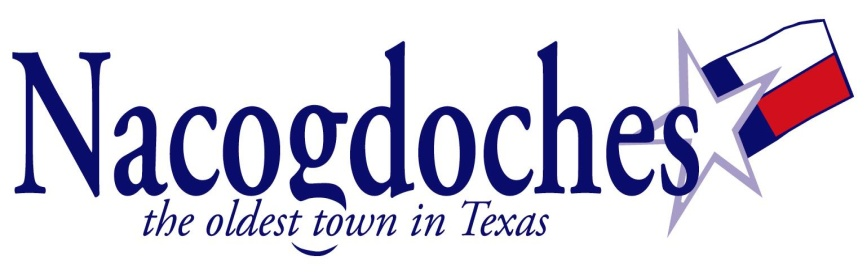 Nacogdoches
the oldest town in Texas